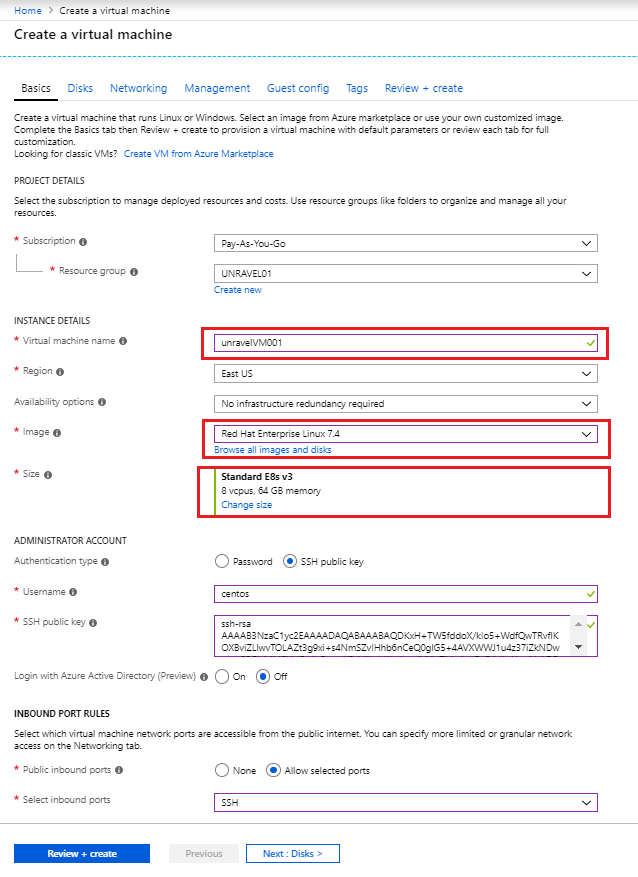 Home > Create a virtual machine
Create a virtual machine
Basics Disks Networking Management Guest config Tags Review + create
Create a virtual machine that runs Linux or Windows. Select an image from Azure marketplace or use your own customized image.
Complete the Basics tab then Review + create to provision a virtual machine with default parameters or review each tab for full
customization.
Looking for classic VMs? Create VM from Azure Marketplace
PROJECT DETAILS
Select the subscription to manage deployed resources and costs. Use resource groups like folders to organize and manage all your
resources.
* Subscription Pay-As-You-Go
* Resource group UNRAVEL01
Create new
INSTANCE DETAILS
* Virtual machine name unravelVM001
* Region East US
Availability options No infrastructure redundancy required
* Image Red Hat Enterprise Linux 7.4
Browse all images and disks
* Size Standard E8s v3
8 vcpus, 64 GB memory
Change size
ADMINISTRATOR ACCOUNT
Authentication type Password SSH public key
* Username centos
* SSH public key ssh-rsa
Login with Azure Active Directory (Preview) On Off
INBOUND PORT RULES
Select which virtual machine network ports are accessible from the public internet. You can specify more limited or granular network
access on the Networking tab.
* Public inbound ports None Allow selected ports
* Select inbound ports SSH
Review + create Previous Next : Disks >